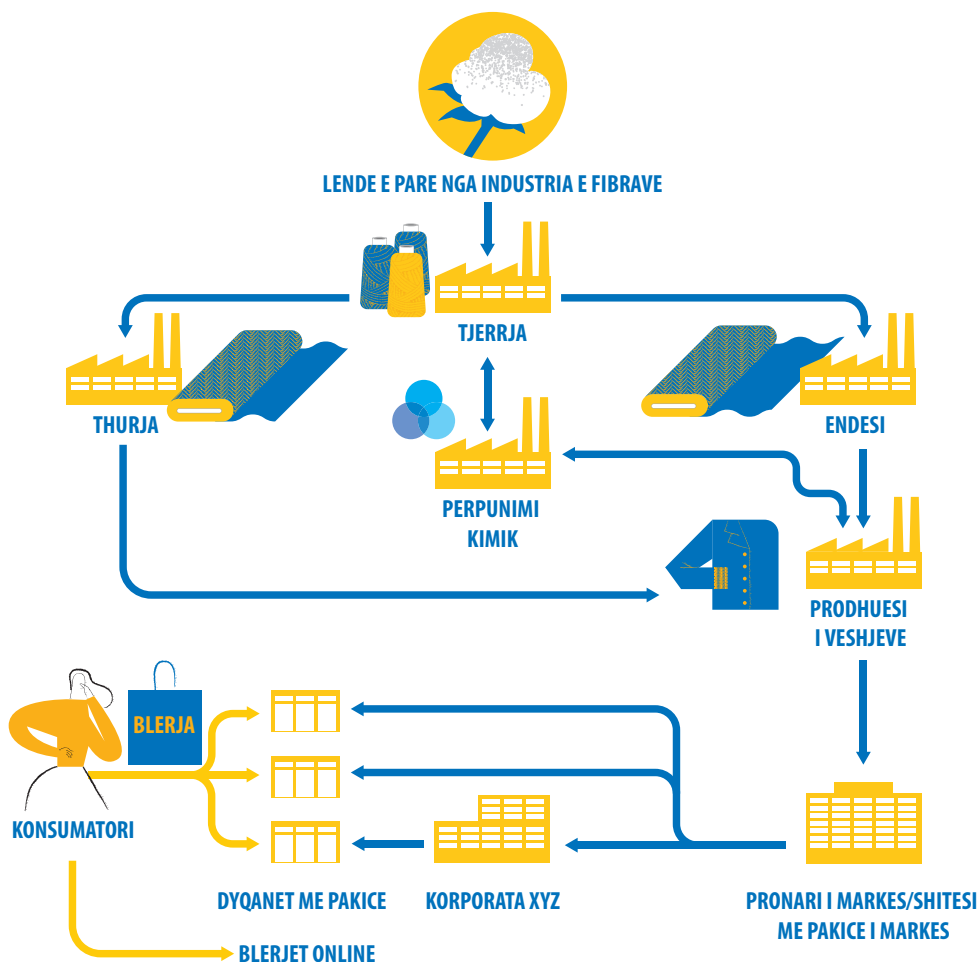 LENDE E PARE NGA INDUSTRIA E FIBRAVE
TJERRJA
THURJA
ENDESI
PERPUNIMI
KIMIK
PRODHUESI
I VESHJEVE
BLERJA
KONSUMATORI
DYQANET ME PAKICE
KORPORATA XYZ
PRONARI I MARKES/SHITESI
ME PAKICE I MARKES
BLERJET ONLINE